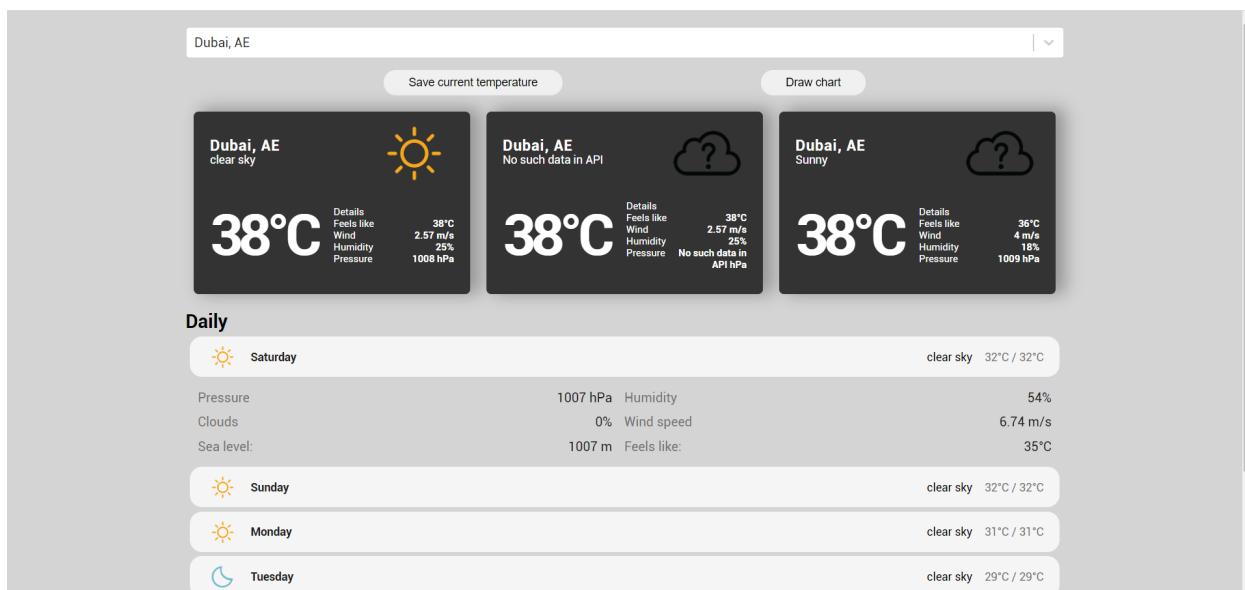 Dubai, AE
Save current temperature
Draw chart
Dubai, AE
clear sky
38°C
Details
Feels like 38°C
Wind 2.57 m/s
Humidity 25%
Pressure 1008 hPa
Dubai, AE
No such data in API
?
38°C
Details
Feels like 38°C
Wind 2.57 m/s
Humidity 25%
Pressure No such data in
API hPa
Dubai, AE
Sunny
?
38°C
Details
Feels like 36°C
Wind 4 m/s
Humidity 18%
Pressure 1009 hPa
Daily
Saturday clear sky 32°C / 32°C
Pressure 1007 hPa Humidity 54%
Clouds 0% Wind speed 6.74 m/s
Sea level: 1007 m Feels like: 35°C
Sunday clear sky 32°C / 32°C
Monday clear sky 31°C / 31°C
Tuesday clear sky 29°C / 29°C